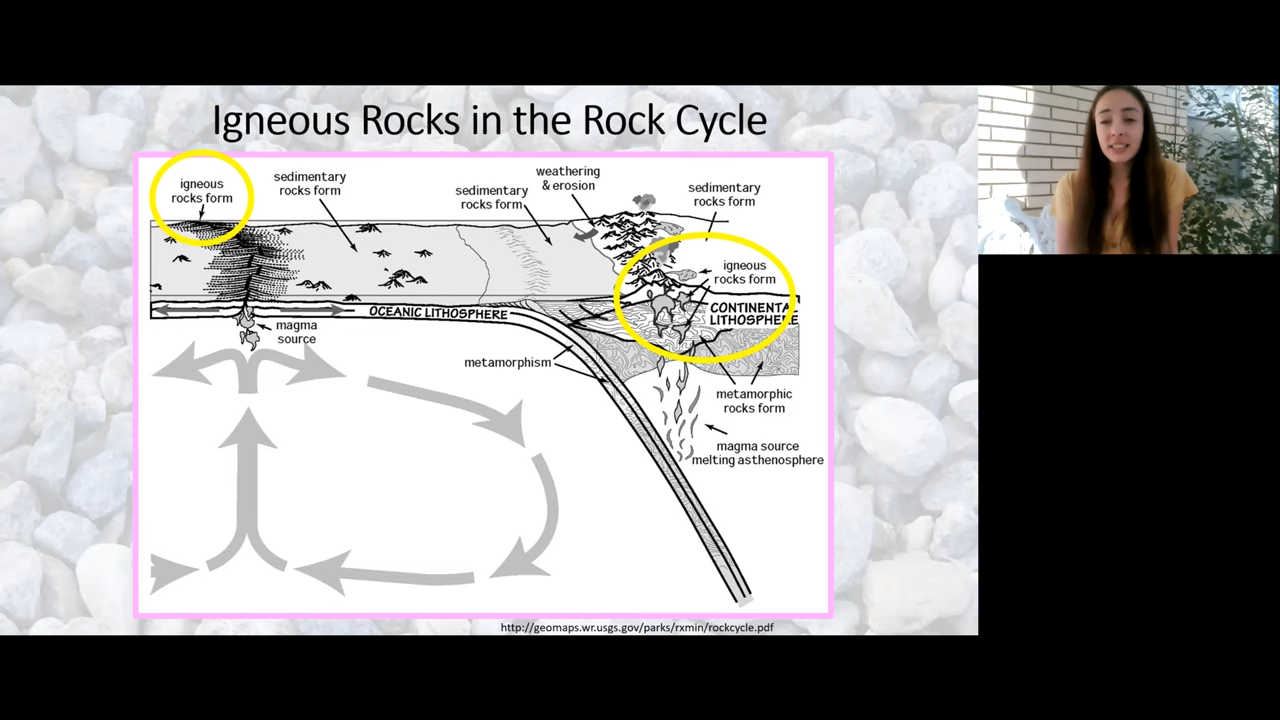 Igneous Rocks in the Rock Cycle
igneous
rocks form
sedimentary
rocks form
sedimentary
rocks form
weathering
& erosion
sedimentary
rocks form
igneous
rocks form
CONTINENTAL
LITHOSPHERE
OCEANIC LITHOSPHERE
magma
source
metamorphism
metamorphic
rocks form
magma source
melting asthenosphere
http://geomaps.wr.usgs.gov/parks/rxmin/rockcycle.pdf